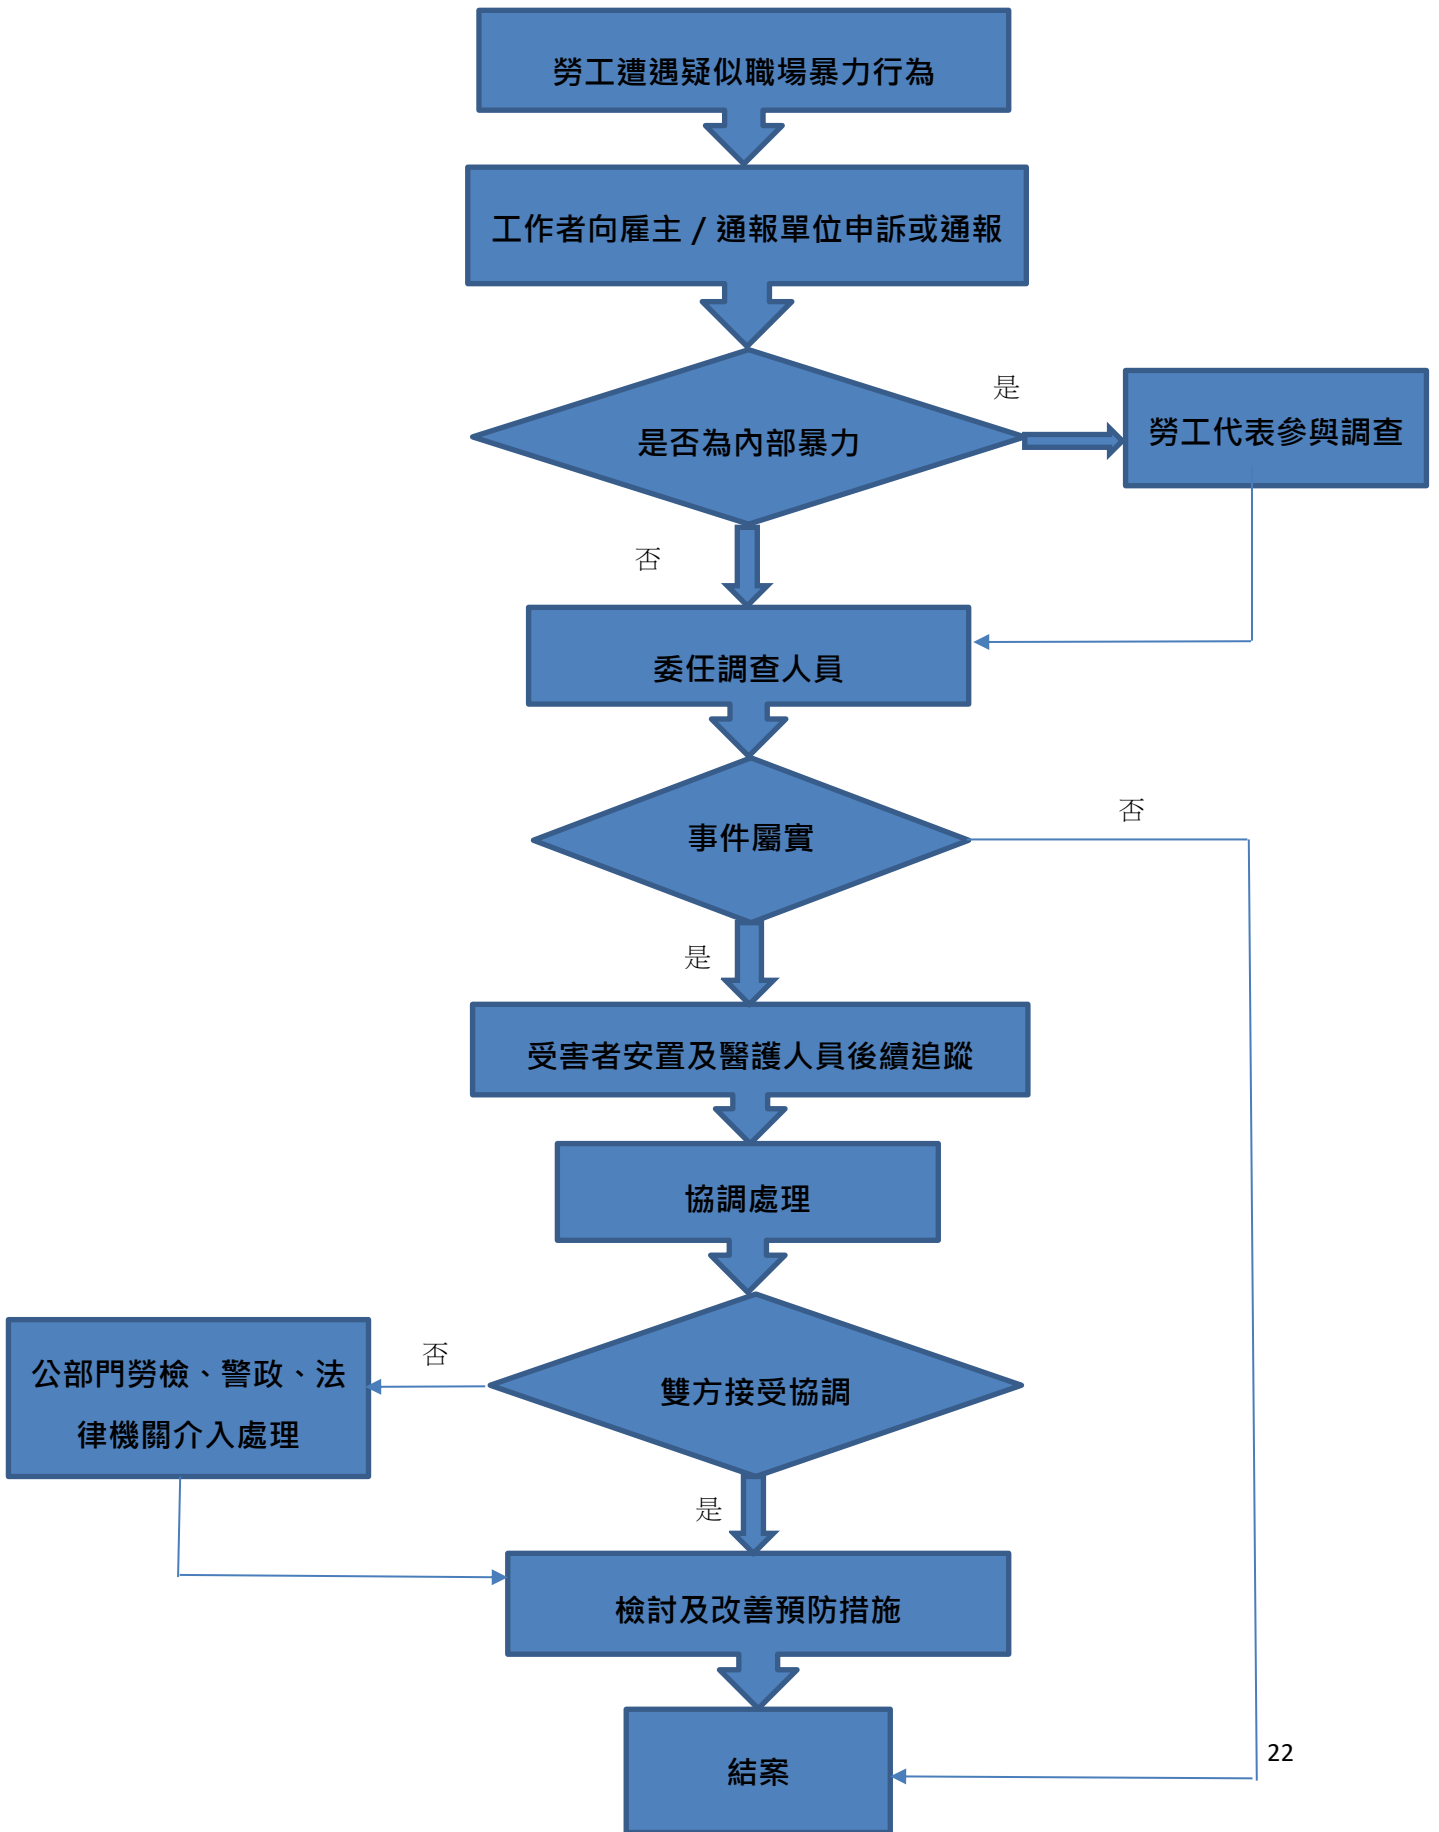 勞工遭遇疑似職場暴力行為
工作者向雇主 / 通報單位申訴或通報
是否為內部暴力
是
勞工代表參與調查
否
委任調查人員
事件屬實
否
是
受害者安置及醫護人員後續追蹤
協調處理
雙方接受協調
否
公部門勞檢、警政、法
律機關介入處理
是
檢討及改善預防措施
結案
22